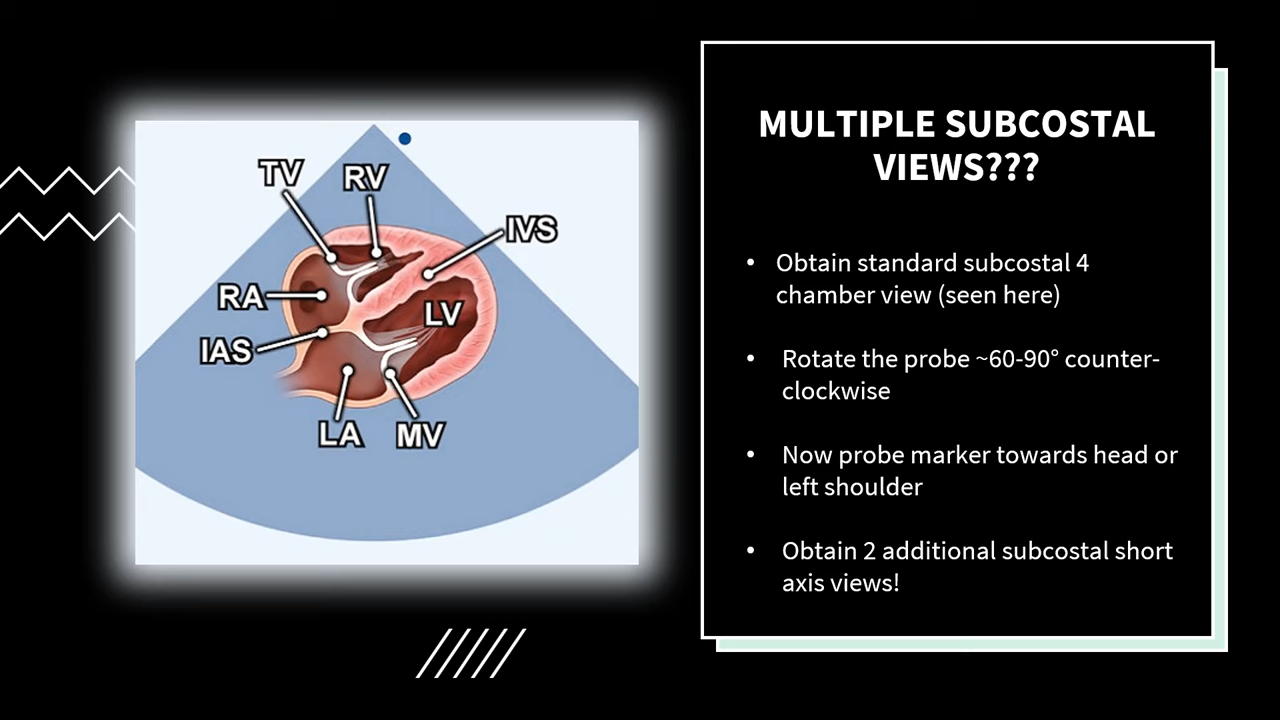 TV
RV
IVS
RA
LV
IAS
LA
MV
MULTIPLE SUBCOSTAL
VIEWS???
• Obtain standard subcostal 4
chamber view (seen here)
• Rotate the probe ~60-90° counter-
clockwise
• Now probe marker towards head or
left shoulder
• Obtain 2 additional subcostal short
axis views!